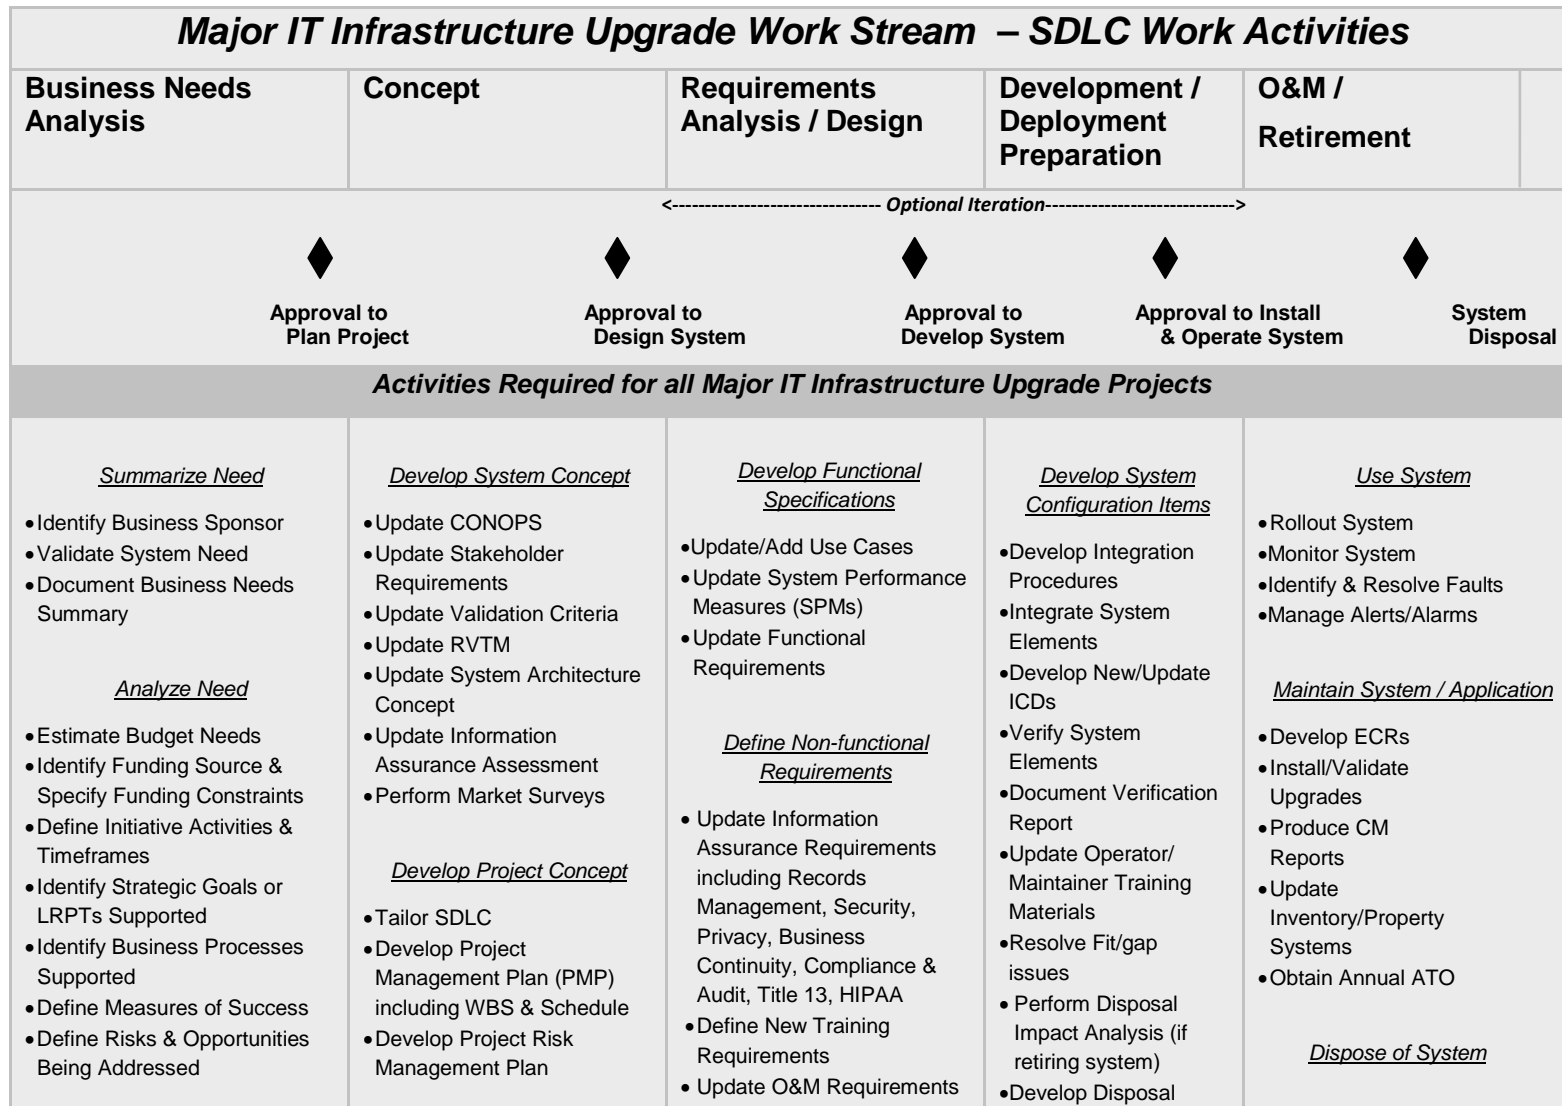 Major IT Infrastructure Upgrade Work Stream – SDLC Work Activities
Business Needs
Analysis
Concept
Requirements
Analysis / Design
Development /
Deployment
Preparation
O&M /
Retirement
<-------------------------------- Optional Iteration----------------------------->
Approval to
Plan Project
Approval to
Design System
Approval to
Develop System
Approval to Install
& Operate System
System
Disposal
Activities Required for all Major IT Infrastructure Upgrade Projects
Summarize Need
•Identify Business Sponsor
•Validate System Need
•Document Business Needs
Summary
Analyze Need
•Estimate Budget Needs
•Identify Funding Source &
Specify Funding Constraints
•Define Initiative Activities &
Timeframes
•Identify Strategic Goals or
LRPTs Supported
•Identify Business Processes
Supported
•Define Measures of Success
•Define Risks & Opportunities
Being Addressed
Develop System Concept
•Update CONOPS
•Update Stakeholder
Requirements
•Update Validation Criteria
•Update RVTM
•Update System Architecture
Concept
•Update Information
Assurance Assessment
•Perform Market Surveys
Develop Project Concept
•Tailor SDLC
•Develop Project
Management Plan (PMP)
including WBS & Schedule
•Develop Project Risk
Management Plan
Develop Functional
Specifications
•Update/Add Use Cases
•Update System Performance
Measures (SPMs)
•Update Functional
Requirements
Define Non-functional
Requirements
• Update Information
Assurance Requirements
including Records
Management, Security,
Privacy, Business
Continuity, Compliance &
Audit, Title 13, HIPAA
•Define New Training
Requirements
• Update O&M Requirements
Develop System
Configuration Items
•Develop Integration
Procedures
•Integrate System
Elements
•Develop New/Update
ICDs
•Verify System
Elements
•Document Verification
Report
•Update Operator/
Maintainer Training
Materials
•Resolve Fit/gap
issues
• Perform Disposal
Impact Analysis (if
retiring system)
•Develop Disposal
Use System
•Rollout System
•Monitor System
•Identify & Resolve Faults
•Manage Alerts/Alarms
Maintain System / Application
•Develop ECRs
•Install/Validate
Upgrades
•Produce CM
Reports
•Update
Inventory/Property
Systems
•Obtain Annual ATO
Dispose of System